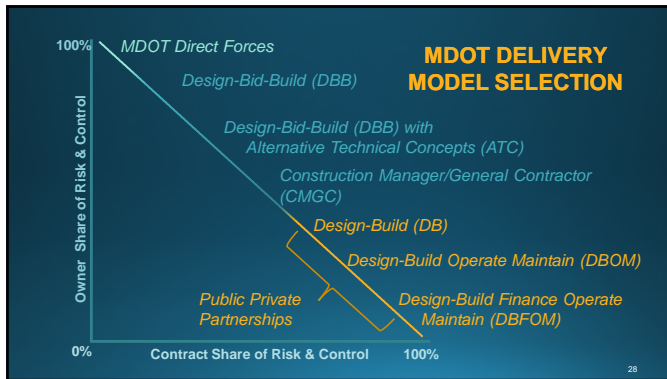 MDOT DELIVERY
MODEL SELECTION
100%
MDOT Direct Forces
Design-Bid-Build (DBB)
Design-Bid-Build (DBB) with
Alternative Technical Concepts (ATC)
Construction Manager/General Contractor
(CMGC)
Design-Build (DB)
Design-Build Operate Maintain (DBOM)
Public Private
Partnerships
Design-Build Finance Operate
Maintain (DBFOM)
Owner Share of Risk & Control
0%
Contract Share of Risk & Control
100%
28